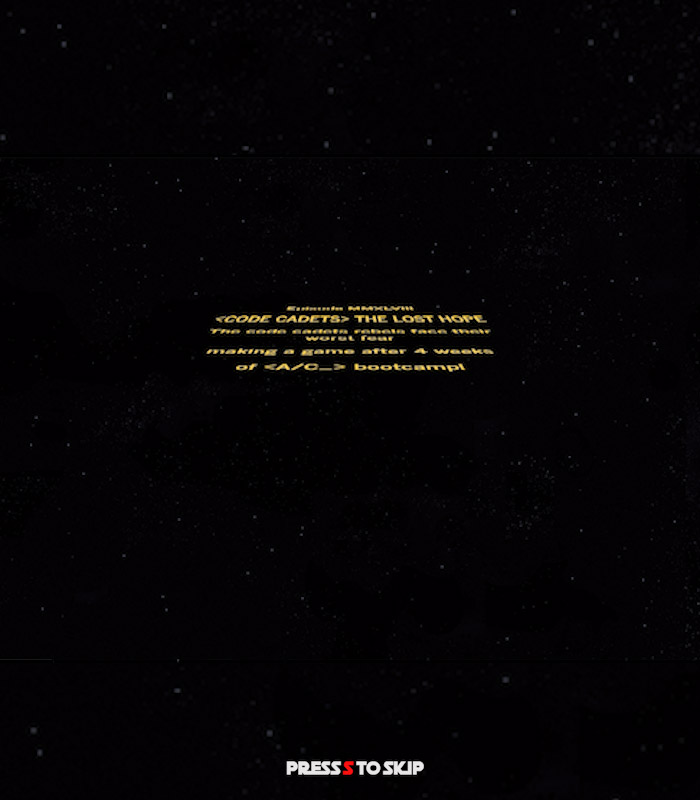 Episode MMXLVIII
<CODE CADETS> THE LOST HOPE
The code cadets rebels face their
worst fear
making a game after 4 weeks
of <A/C_> bootcamp!
PRESS S TO SKIP